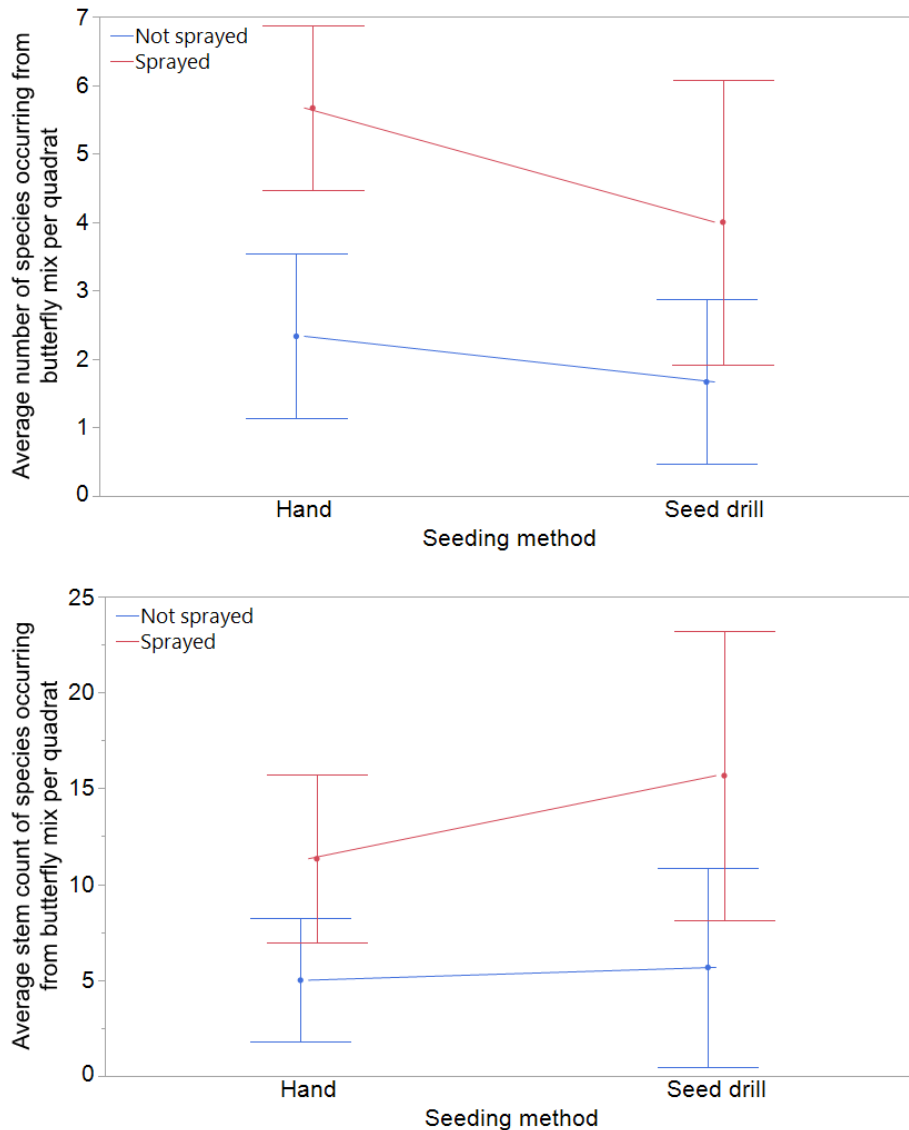 Average number of species occurring from
butterfly mix per quadrat
7
6
5
4
3
2
1
0
Not sprayed
Sprayed
Hand
Seed drill
Seeding method
Average stem count of species occurring
from butterfly mix per quadrat
25
20
15
10
5
0
Not sprayed
Sprayed
Hand
Seed drill
Seeding method